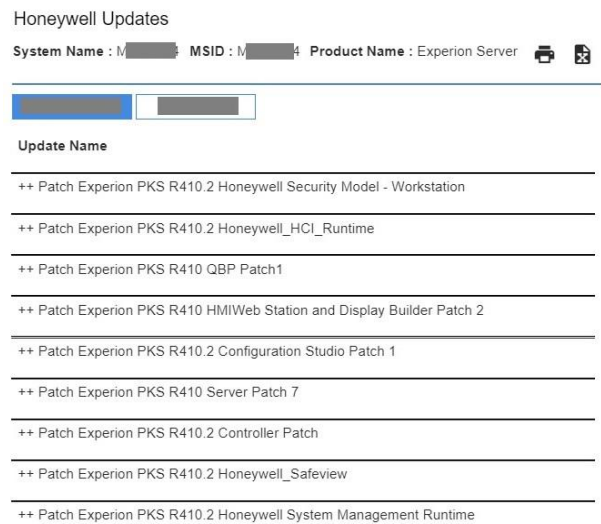 Honeywell Updates
System Name : M 4 MSID : M 4 Product Name : Experion Server
Update Name
++ Patch Experion PKS R410.2 Honeywell Security Model - Workstation
++ Patch Experion PKS R410.2 Honeywell_HCI_Runtime
++ Patch Experion PKS R410 QBP Patch1
++ Patch Experion PKS R410 HMIWeb Station and Display Builder Patch 2
++ Patch Experion PKS R410.2 Configuration Studio Patch 1
++ Patch Experion PKS R410 Server Patch 7
++ Patch Experion PKS R410.2 Controller Patch
++ Patch Experion PKS R410.2 Honeywell_Safeview
++ Patch Experion PKS R410.2 Honeywell System Management Runtime